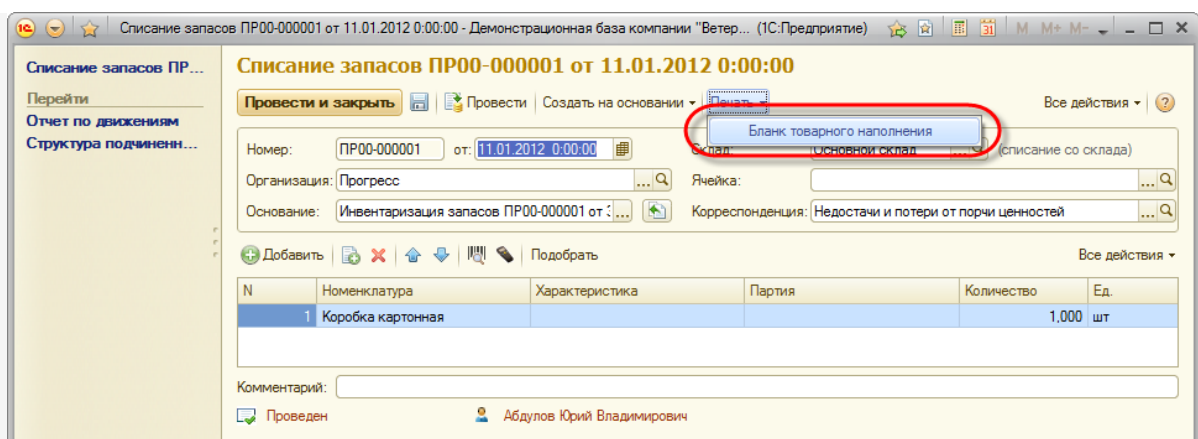 Списание запасов ПР00-000001 от 11.01.2012 0:00:00 - Демонстрационная база компании "Ветер... (1С:Предприятие) M M+ M-
Списание запасов ПР...
Перейти
Отчет по движениям
Структура подчиненн...
Списание запасов ПР00-000001 от 11.01.2012 0:00:00
Провести и закрыть Провести Создать на основании Печать Все действия
Бланк товарного наполнения
Номер: ПР00-000001 от: 11.01.2012 0:00:00 Склад: Основной склад ... (списание со склада)
Организация: Прогресс ... Ячейка: ...
Основание: Инвентаризация запасов ПР00-000001 от 3 ... Корреспонденция: Недостачи и потери от порчи ценностей ...
Добавить Подобрать Все действия
N Номенклатура Характеристика Партия Количество Ед.
1 Коробка картонная 1,000 шт
Комментарий:
Проведен Абдулов Юрий Владимирович